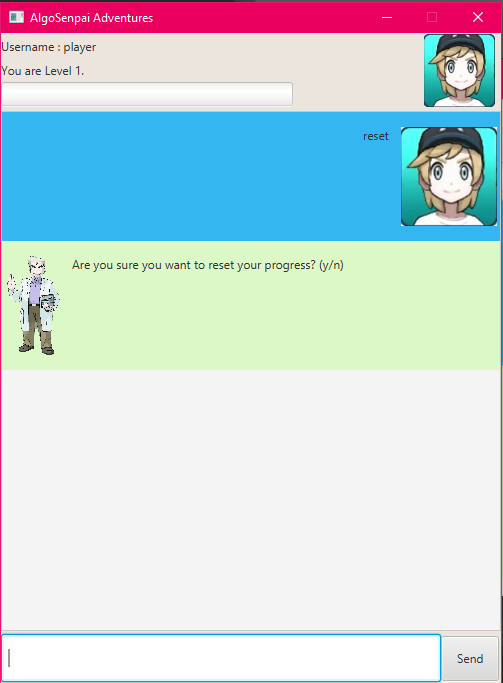 AlgoSenpai Adventures
Username : player
You are Level 1.
reset
Are you sure you want to reset your progress? (y/n)
Send